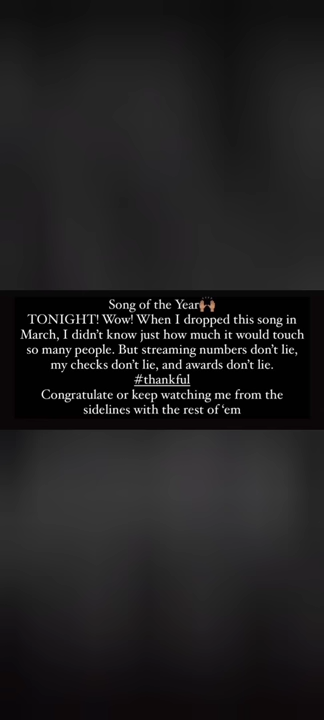 Song of the Year🙌🏽
TONIGHT! Wow! When I dropped this song in
March, I didn’t know just how much it would touch
so many people. But streaming numbers don’t lie,
my checks don’t lie, and awards don’t lie.
#thankful
Congratulate or keep watching me from the
sidelines with the rest of ‘em